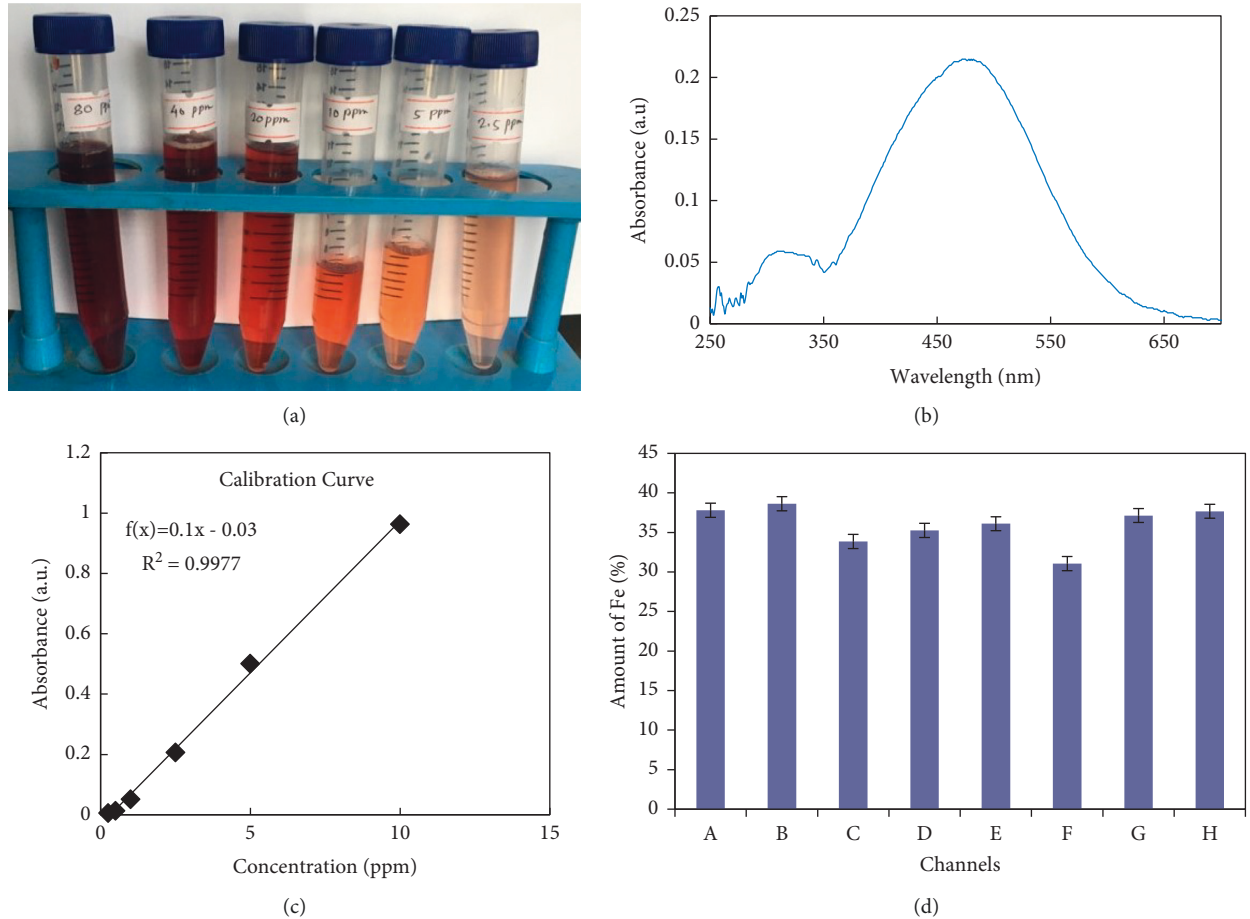 80 pp
40 ppm
20 ppm
10 ppm
5 ppm
2.5 ppm
(a)
0.25
0.2
0.15
0.1
0.05
0
250
350
450
550
650
Absorbance (a.u)
Wavelength (nm)
(b)
1.2
1
0.8
0.6
0.4
0.2
0
0
5
10
15
Calibration Curve
f(x)=0.1x - 0.03
R² = 0.9977
Absorbance (a.u.)
Concentration (ppm)
(c)
45
40
35
30
25
20
15
10
5
0
A
B
C
D
E
F
G
H
Amount of Fe (%)
Channels
(d)